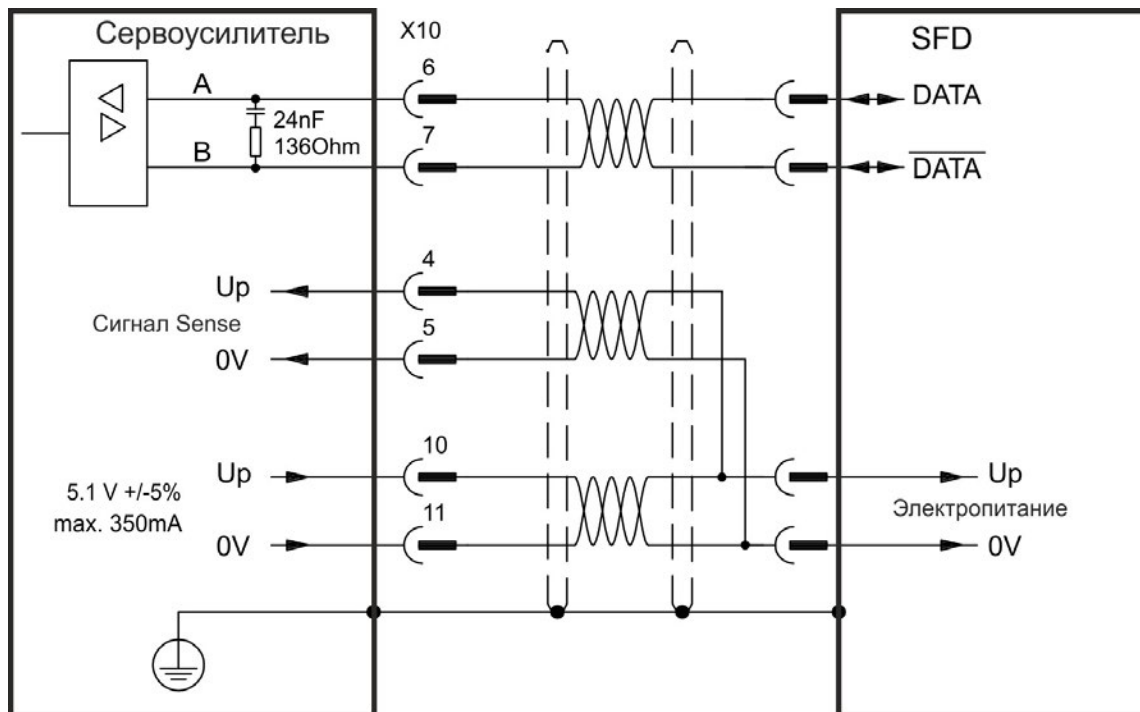 Сервоусилитель
X10
SFD
A
6
DATA
24nF
136Ohm
B
7
DATA
Up
4
Сигнал Sense
0V
5
Up
10
Up
5.1 V +/-5%
max. 350mA
Электропитание
0V
11
0V